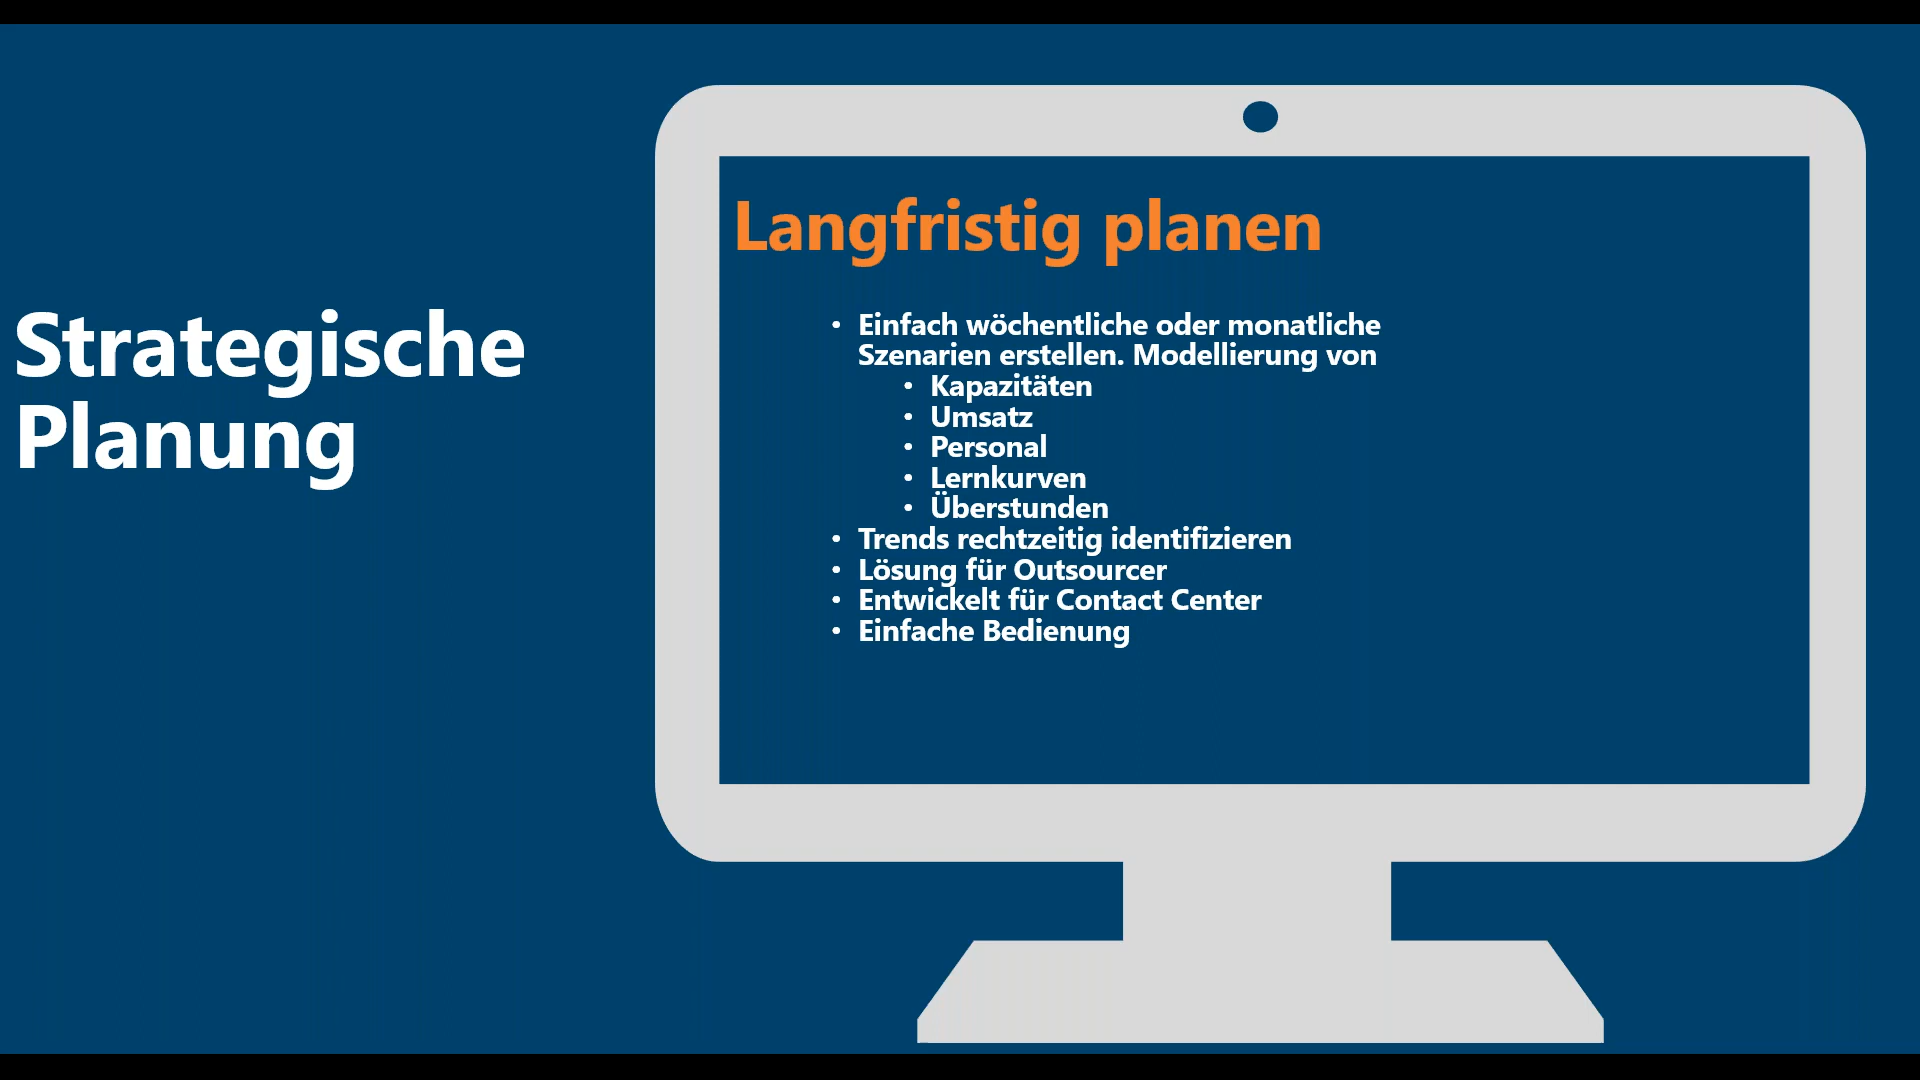 Strategische
Planung
Langfristig planen
• Einfach wöchentliche oder monatliche
Szenarien erstellen. Modellierung von
• Kapazitäten
• Umsatz
• Personal
• Lernkurven
• Überstunden
• Trends rechtzeitig identifizieren
• Lösung für Outsourcer
• Entwickelt für Contact Center
• Einfache Bedienung